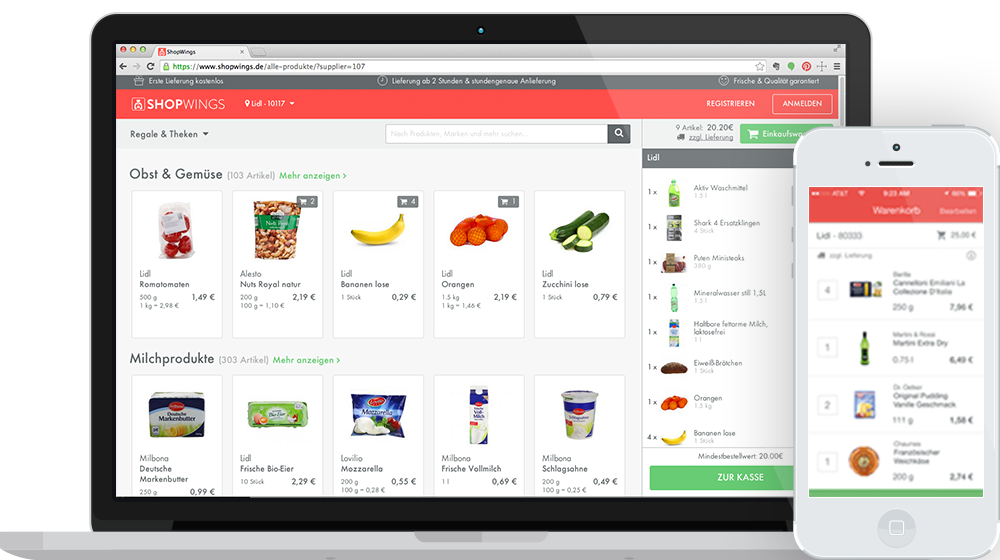 ShopWings
https://www.shopwings.de/alle-produkte/?supplier=107
Erste Lieferung kostenlos
Lieferung ab 2 Stunden & stundengenaue Anlieferung
Frische & Qualität garantiert
SHOPWINGS
Lidl - 10117
REGISTRIEREN
ANMELDEN
Regale & Theken
Nach Produkten, Marken und mehr suchen...
9 Artikel: 20.20€
zzgl. Lieferung
Obst & Gemüse (103 Artikel) Mehr anzeigen >
2
4
1
Lidl
Romatomaten
500 g
1 kg = 2,98 €
1,49 €
Alesto
Nuts Royal natur
200 g
100 g = 1,10 €
2,19 €
Lidl
Bananen lose
1 Stück
0,29 €
Lidl
Orangen
1.5 kg
1 kg = 1,46 €
2,19 €
Lidl
Zucchini lose
1 Stück
0,79 €
Milchprodukte (303 Artikel) Mehr anzeigen >
Milbona
Deutsche
Markenbutter
250 g
0,99 €
Lidl
Frische Bio-Eier
10 Stück
2,29 €
Lovilio
Mozzarella
200 g
100 g = 0,28 €
0,55 €
Milbona
Frische Vollmilch
1 l
0,69 €
Milbona
Schlagsahne
200 g
100 g = 0,25 €
0,49 €
Lidl
1 x
Aktiv Waschmittel
1.5 l
1 x
Shark 4 Ersatzklingen
4 Stück
1 x
Puten Ministeaks
380 g
1 x
Mineralwasser still 1,5L
1.5 l
1 x
Haltbare fettarme Milch,
laktosefrei
1 l
1 x
Eiweiß-Brötchen
1 Stück
1 x
Orangen
1.5 kg
4 x
Bananen lose
1 Stück
Mindestbestellwert: 20.00€
ZUR KASSE
AT&T
9:23 AM
Warenkorb
Bearbeiten
Lidl - 80333
25,00 €
zzgl. Lieferung
4
Barilla
Cannelloni Emiliani La
Collezione D'Italia
250 g
7,96 €
1
Martini & Rossi
Martini Extra Dry
0.75 l
6,49 €
2
Dr. Oetker
Original Pudding
Vanille Geschmack
111 g
1,58 €
1
Chaumes
Französischer
Weichkäse
200 g
2,74 €